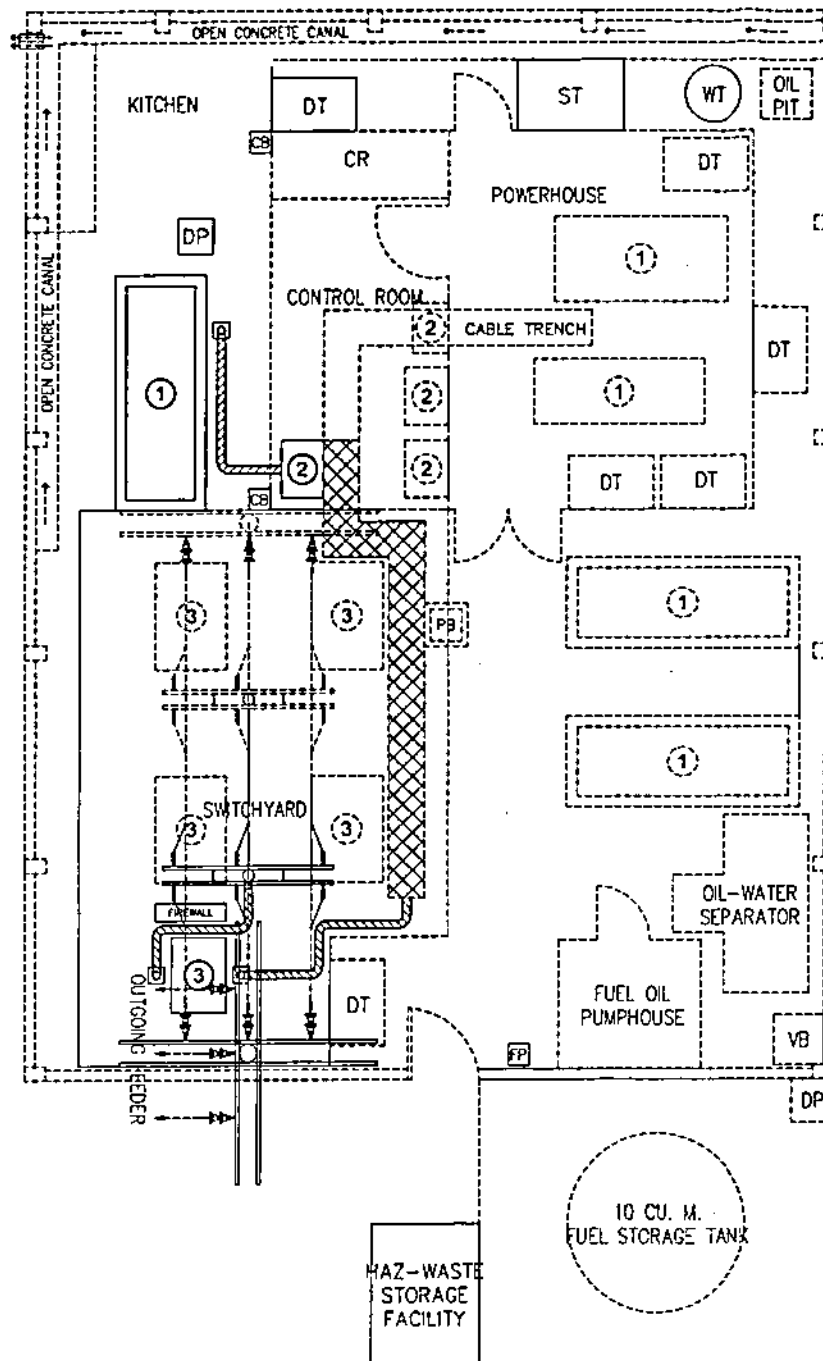 OPEN CONCRETE CANAL
KITCHEN
DT
ST
WT
OIL
PIT
CB
CR
DT
POWERHOUSE
DP
1
CONTROL ROOM
OPEN CONCRETE CANAL
2
CABLE TRENCH
DT
1
1
2
2
2
DT
DT
CB
3
3
PB
1
1
3
SWITCHYARD
3
OIL-WATER
SEPARATOR
FIREWALL
3
OUTGOING FEEDER
DT
FUEL OIL
PUMPHOUSE
VB
FP
DP
10 CU. M.
FUEL STORAGE TANK
HAZ-WASTE
STORAGE
FACILITY